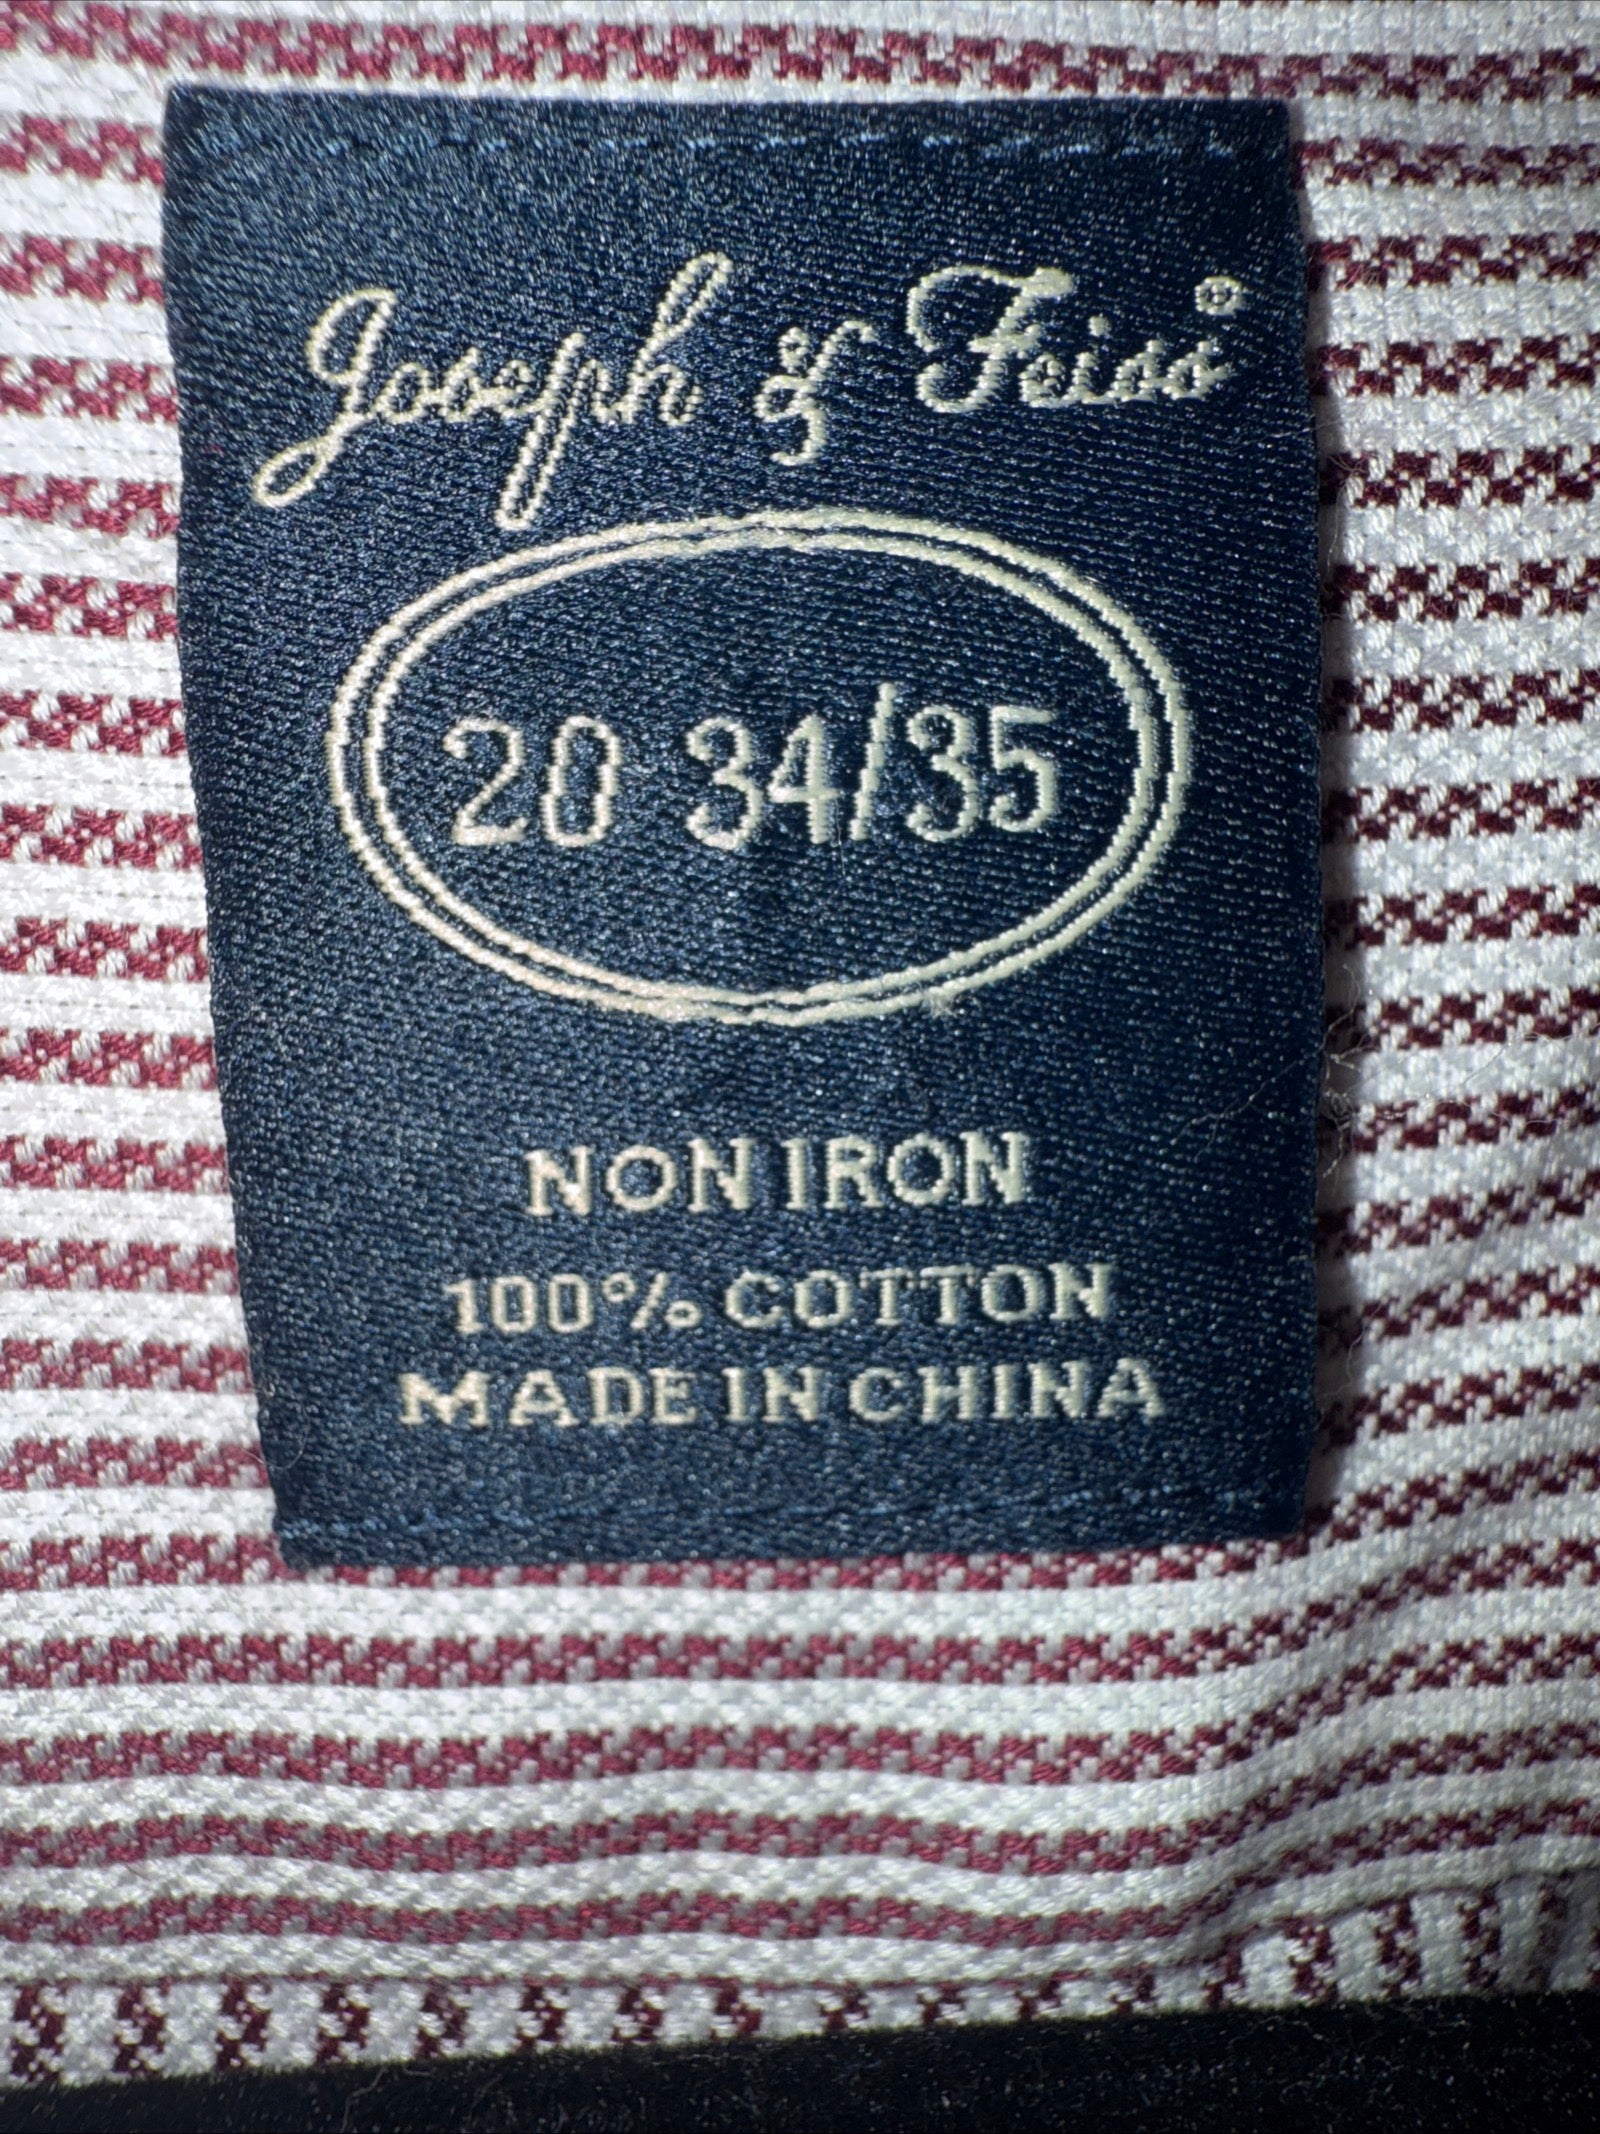 Joseph & Feiss®
20 34/35
NON IRON
100% COTTON
MADE IN CHINA